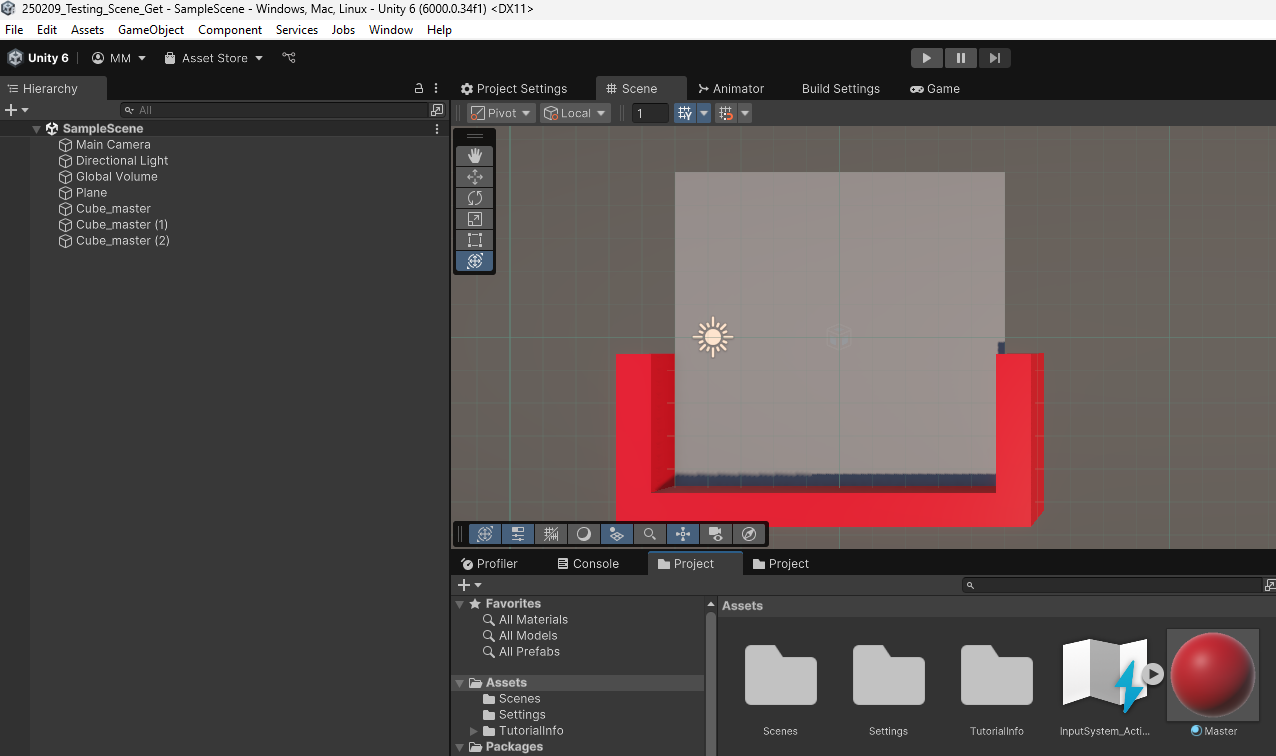 250209_Testing_Scene_Get - SampleScene - Windows, Mac, Linux - Unity 6 (6000.0.34f1) <DX11>
File Edit Assets GameObject Component Services Jobs Window Help
Unity 6 MM Asset Store
Hierarchy
All
SampleScene
Main Camera
Directional Light
Global Volume
Plane
Cube_master
Cube_master (1)
Cube_master (2)
Project Settings Scene Animator Build Settings Game
Pivot Local 1
Profiler Console Project Project
Favorites
All Materials
All Models
All Prefabs
Assets
Scenes
Settings
TutorialInfo
Packages
Assets
Scenes Settings TutorialInfo InputSystem_Acti... Master